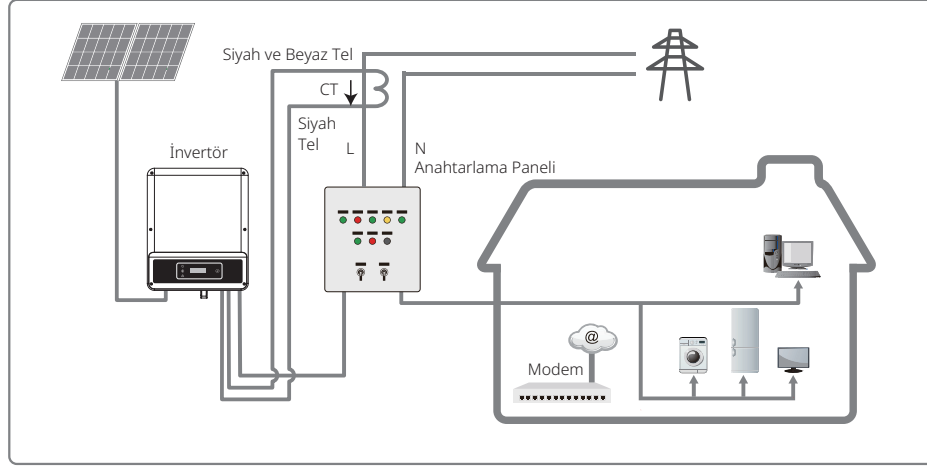 Siyah ve Beyaz Tel
CT
Siyah
Tel
L
N
Anahtarlama Paneli
İnvertör
@
Modem